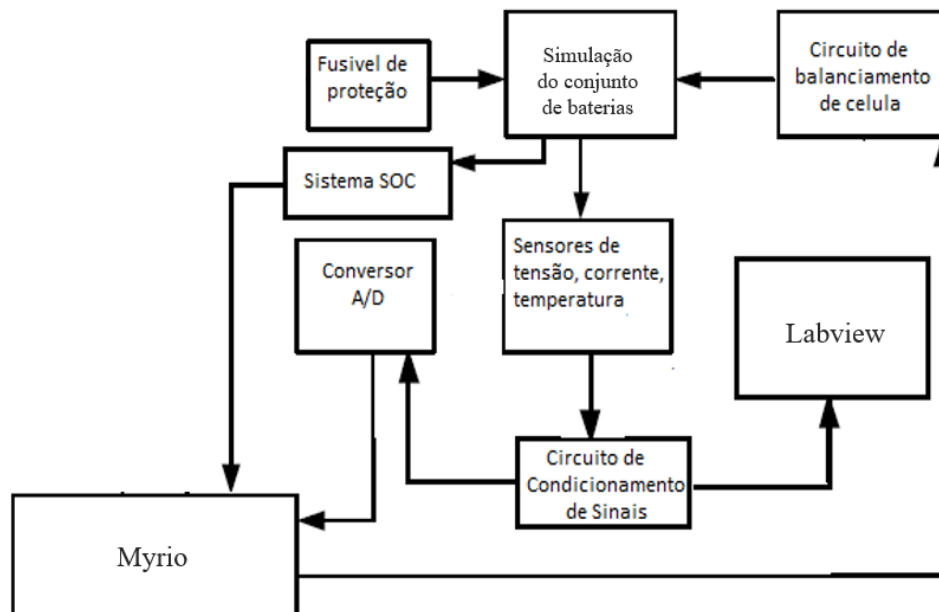 Fusivel de
proteção
Simulação
do conjunto
de baterias
Circuito de
balanciamento
de celula
Sistema SOC
Conversor
A/D
Sensores de
tensão, corrente,
temperatura
Labview
Circuito de
Condicionamento
de Sinais
Myrio